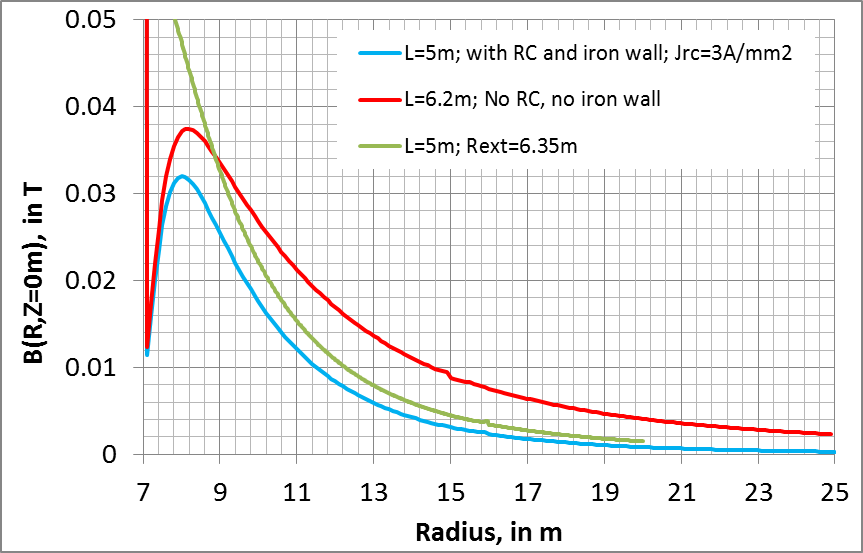 0.05
0.04
0.03
0.02
0.01
0
B(R,Z=0m), in T
L=5m; with RC and iron wall; Jrc=3A/mm2
L=6.2m; No RC, no iron wall
L=5m; Rext=6.35m
7 9 11 13 15 17 19 21 23 25
Radius, in m